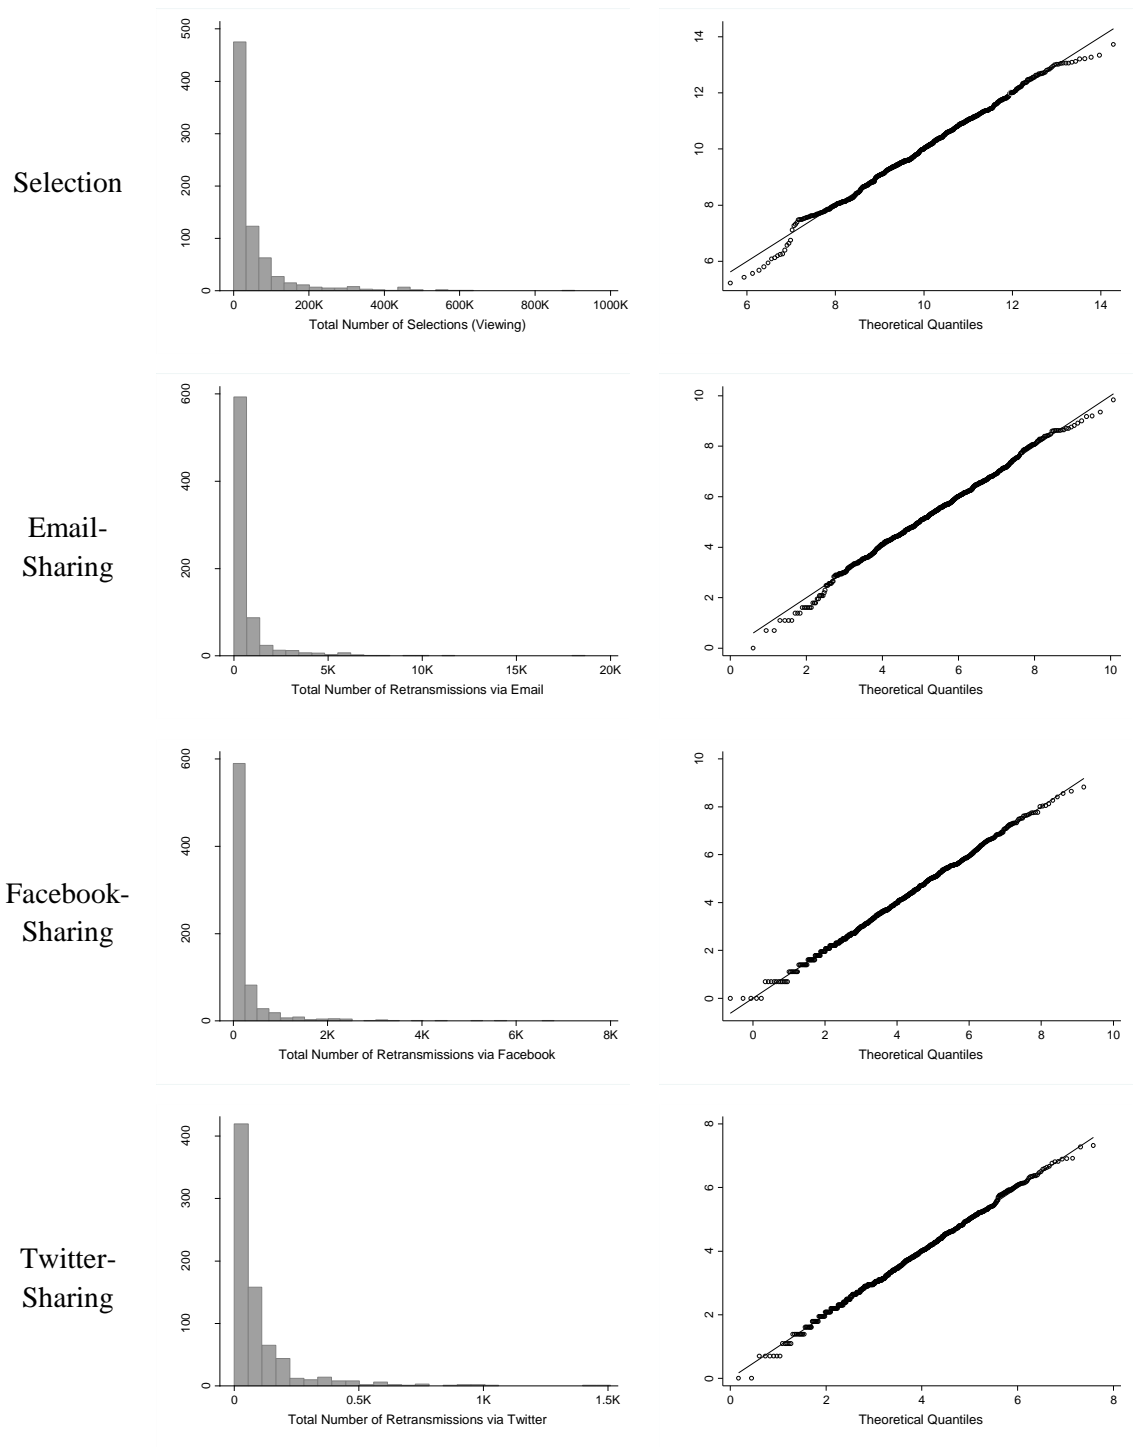 Selection
500
400
300
200
100
0
0 200K 400K 600K 800K 1000K
Total Number of Selections (Viewing)
14
12
10
8
6
6 8 10 12 14
Theoretical Quantiles
Email-
Sharing
600
400
200
0
0 5K 10K 15K 20K
Total Number of Retransmissions via Email
10
8
6
4
2
0
0 2 4 6 8 10
Theoretical Quantiles
Facebook-
Sharing
600
400
200
0
0 2K 4K 6K 8K
Total Number of Retransmissions via Facebook
10
8
6
4
2
0
0 2 4 6 8 10
Theoretical Quantiles
Twitter-
Sharing
400
300
200
100
0
0 0.5K 1K 1.5K
Total Number of Retransmissions via Twitter
8
6
4
2
0
0 2 4 6 8
Theoretical Quantiles